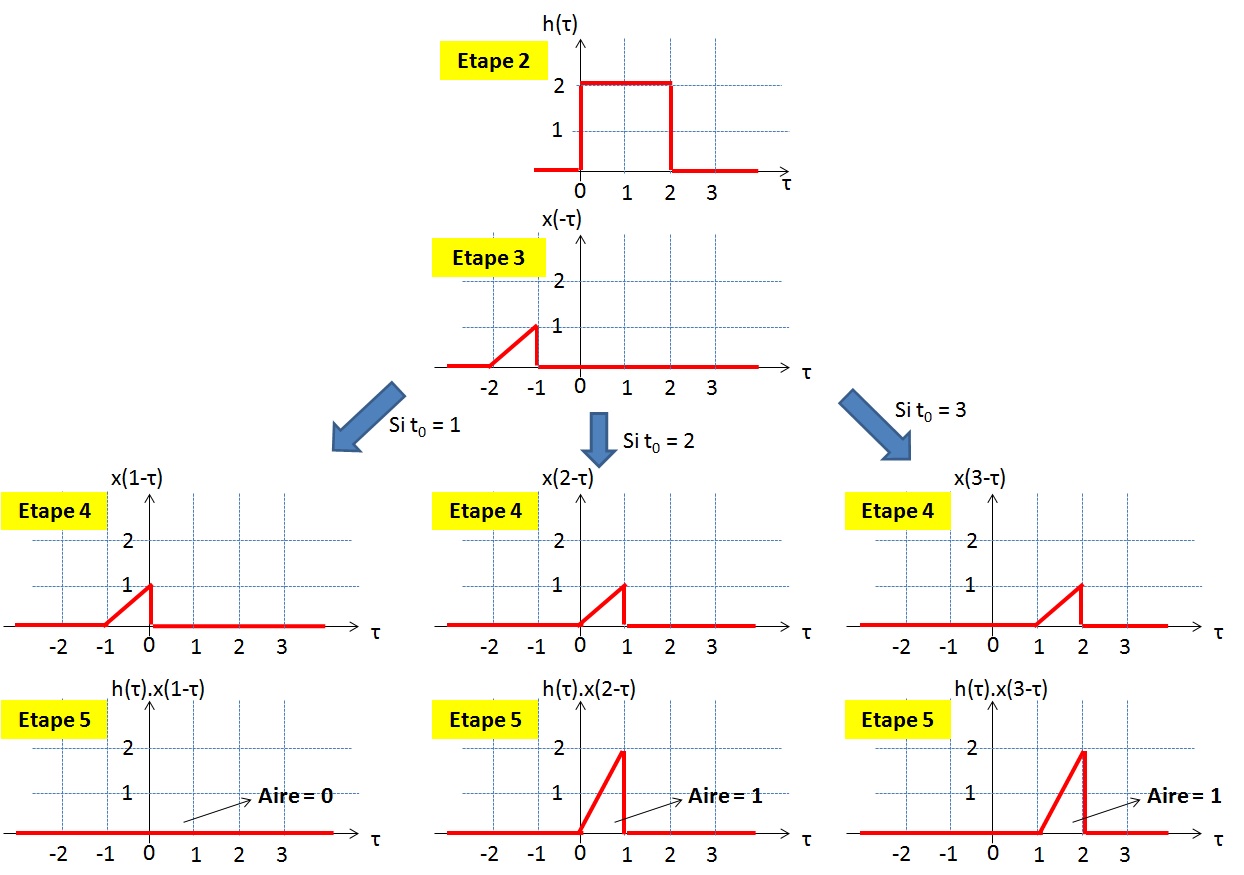 h(τ)
Etape 2
2
1
0 1 2 3
τ
x(-τ)
Etape 3
2
1
-2 -1 0 1 2 3
τ
Si t₀ = 1
Si t₀ = 2
Si t₀ = 3
x(1-τ)
Etape 4
2
1
-2 -1 0 1 2 3
τ
x(2-τ)
Etape 4
2
1
-2 -1 0 1 2 3
τ
x(3-τ)
Etape 4
2
1
-2 -1 0 1 2 3
τ
h(τ).x(1-τ)
Etape 5
2
1
Aire = 0
-2 -1 0 1 2 3
τ
h(τ).x(2-τ)
Etape 5
2
1
Aire = 1
-2 -1 0 1 2 3
τ
h(τ).x(3-τ)
Etape 5
2
1
Aire = 1
-2 -1 0 1 2 3
τ